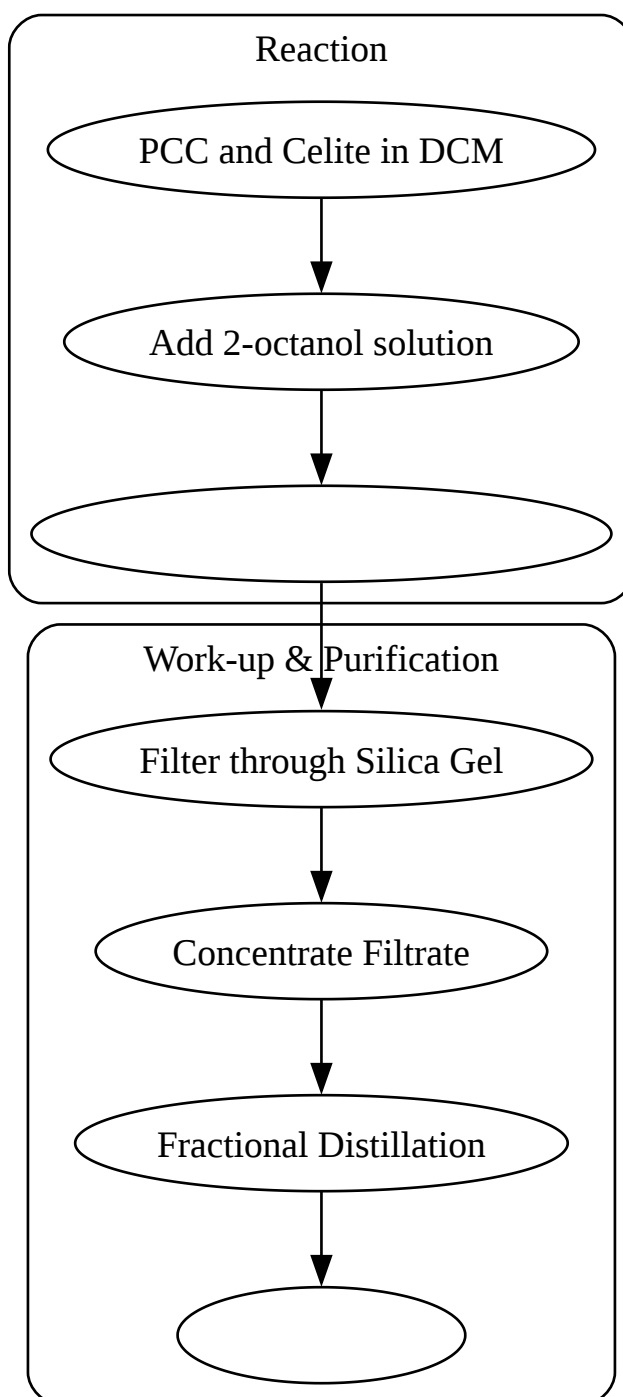 Reaction
PCC and Celite in DCM
Add 2-octanol solution
Work-up & Purification
Filter through Silica Gel
Concentrate Filtrate
Fractional Distillation